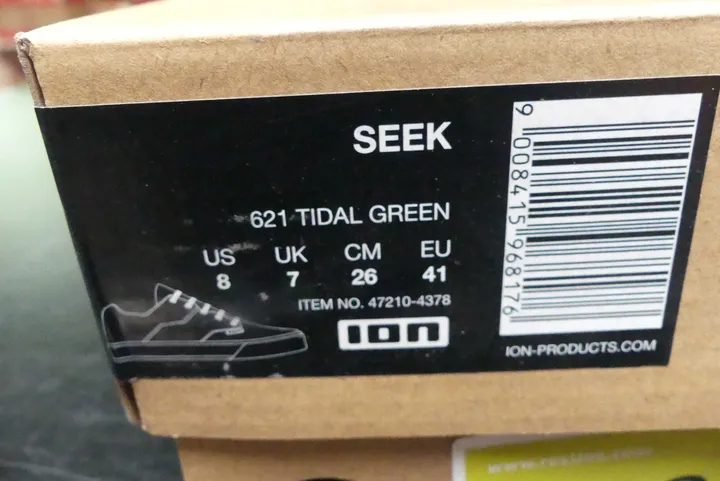 SEEK
621 TIDAL GREEN
US UK CM EU
8 7 26 41
ITEM NO. 47210-4378
ion
9 008415 968176
ION-PRODUCTS.COM